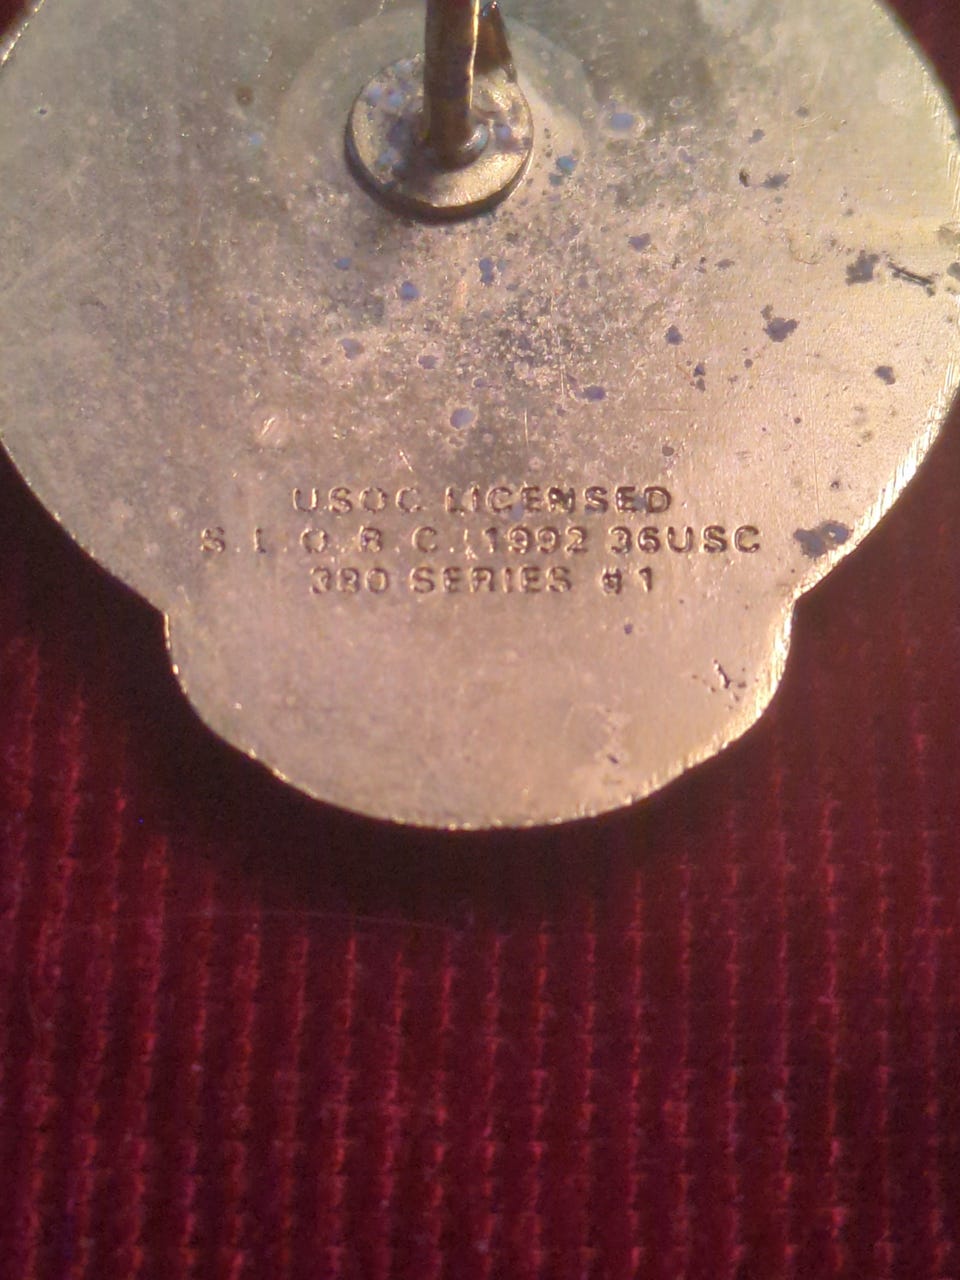 USOC LICENSED
S. L. O. B. C. 1992 36USC
380 SERIES #1